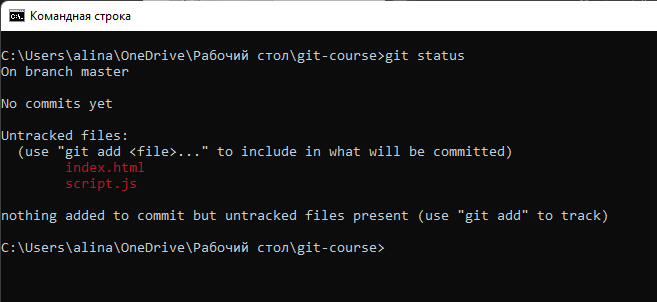 Командная строка
C:\Users\alina\OneDrive\Рабочий стол\git-course>git status
On branch master
No commits yet
Untracked files:
  (use "git add <file>..." to include in what will be committed)
        index.html
        script.js
nothing added to commit but untracked files present (use "git add" to track)
C:\Users\alina\OneDrive\Рабочий стол\git-course>